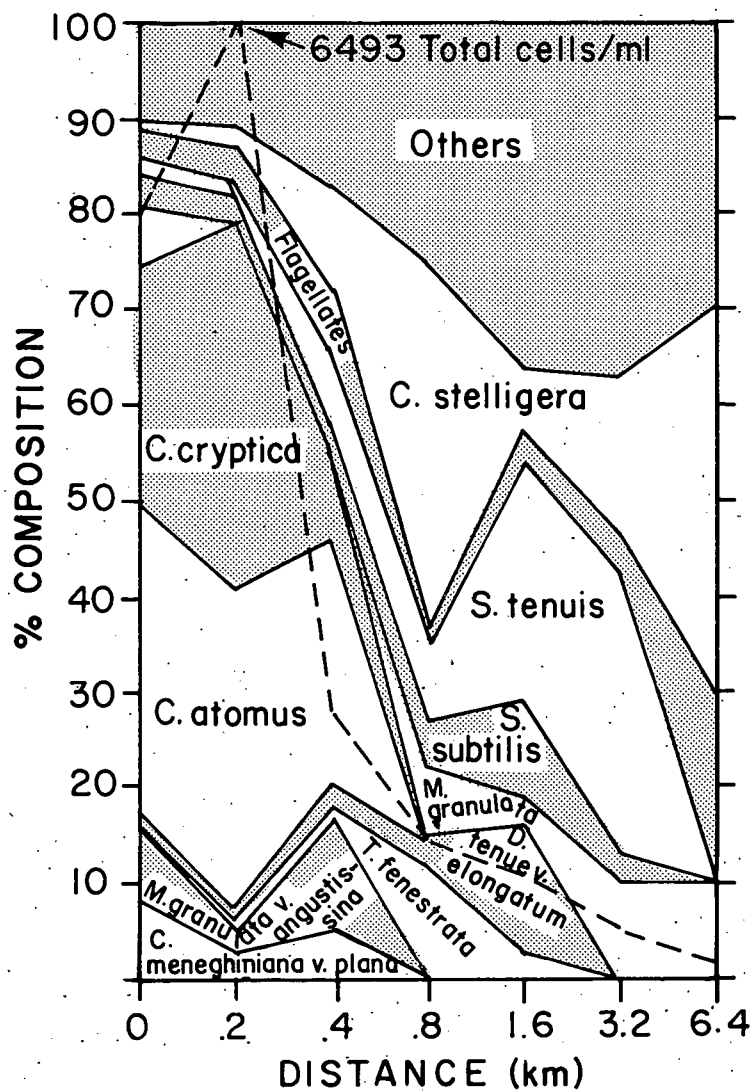 100
6493 Total cells/ml
90
Others
80
Flagellates
70
60
C. stelligera
C. cryptica
50
% COMPOSITION
40
S. tenuis
30
C. atomus
S.
subtilis
20
M.
granulata
D.
tenue v.
elongatum
T. fenestrata
10
M. granulata v.
angustis-
sina
C.
meneghiniana v. plana
0 .2 .4 .8 1.6 3.2 6.4
DISTANCE (km)